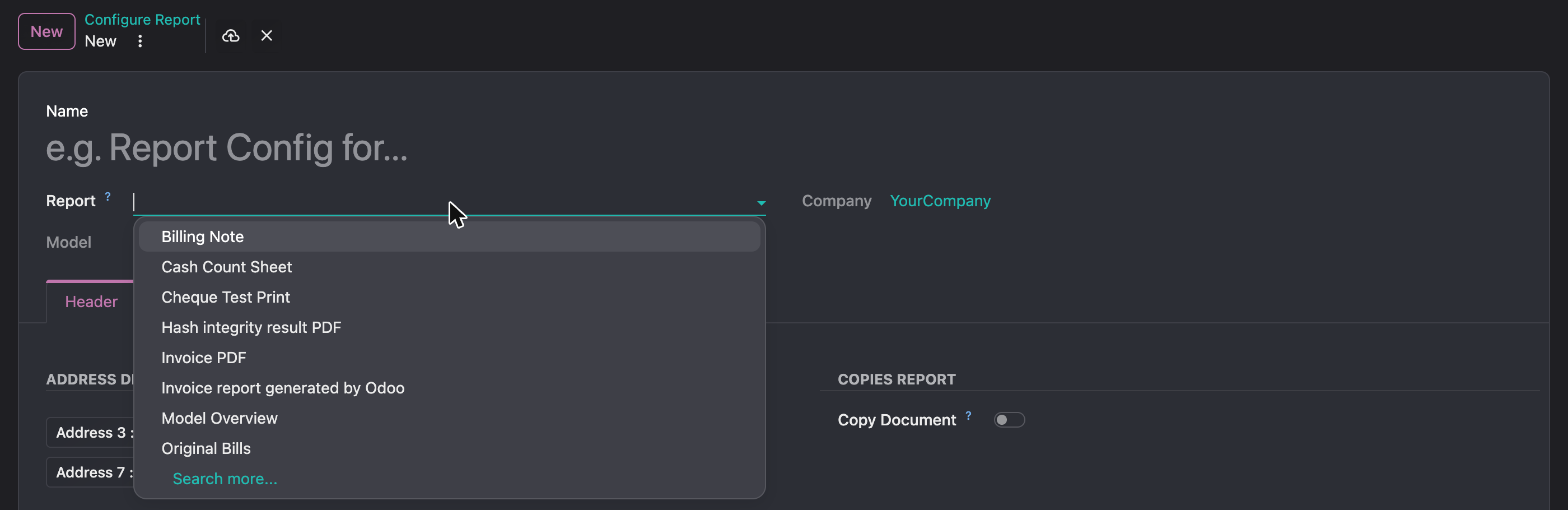 New
Configure Report
New
Name
e.g. Report Config for...
Report ?
Company YourCompany
Model
Billing Note
Cash Count Sheet
Cheque Test Print
Hash integrity result PDF
Invoice PDF
Invoice report generated by Odoo
Model Overview
Original Bills
Search more...
Header
ADDRESS
Address 3 :
Address 7 :
COPIES REPORT
Copy Document ?